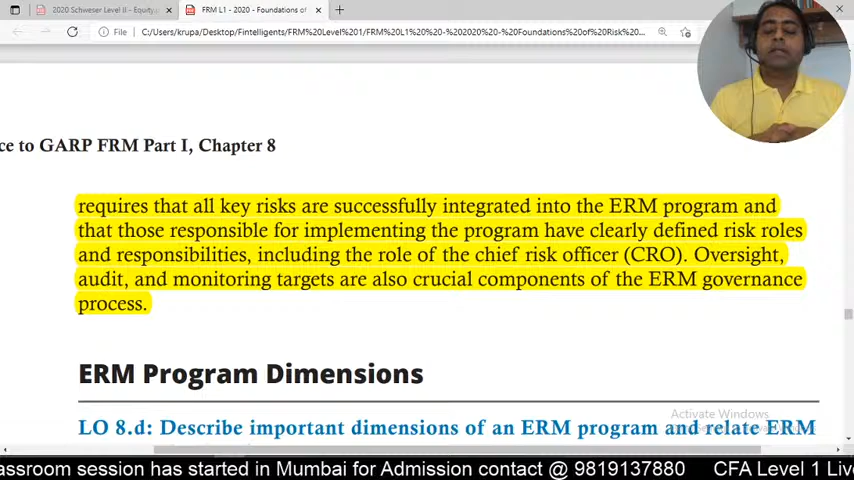 2020 Schweser Level II - Equity
FRM L1 - 2020 - Foundations of
File C:/Users/krupa/Desktop/Fintelligents/FRM%20Level%201/FRM%20L1%20%20-%202020%20-%20Foundations%20of%20Risk%20M...
ce to GARP FRM Part I, Chapter 8
requires that all key risks are successfully integrated into the ERM program and
that those responsible for implementing the program have clearly defined risk roles
and responsibilities, including the role of the chief risk officer (CRO). Oversight,
audit, and monitoring targets are also crucial components of the ERM governance
process.
ERM Program Dimensions
LO 8.d: Describe important dimensions of an ERM program and relate ERM
Activate Windows
assroom session has started in Mumbai for Admission contact @ 9819137880 CFA Level 1 Live